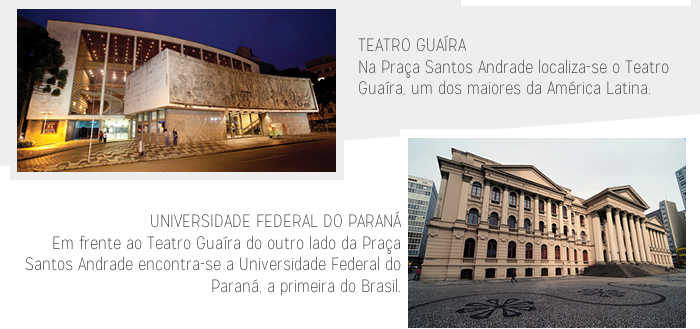 TEATRO GUAÍRA
Na Praça Santos Andrade localiza-se o Teatro
Guaíra, um dos maiores da América Latina.
UNIVERSIDADE FEDERAL DO PARANÁ
Em frente ao Teatro Guaíra do outro lado da Praça
Santos Andrade encontra-se a Universidade Federal do
Paraná, a primeira do Brasil.